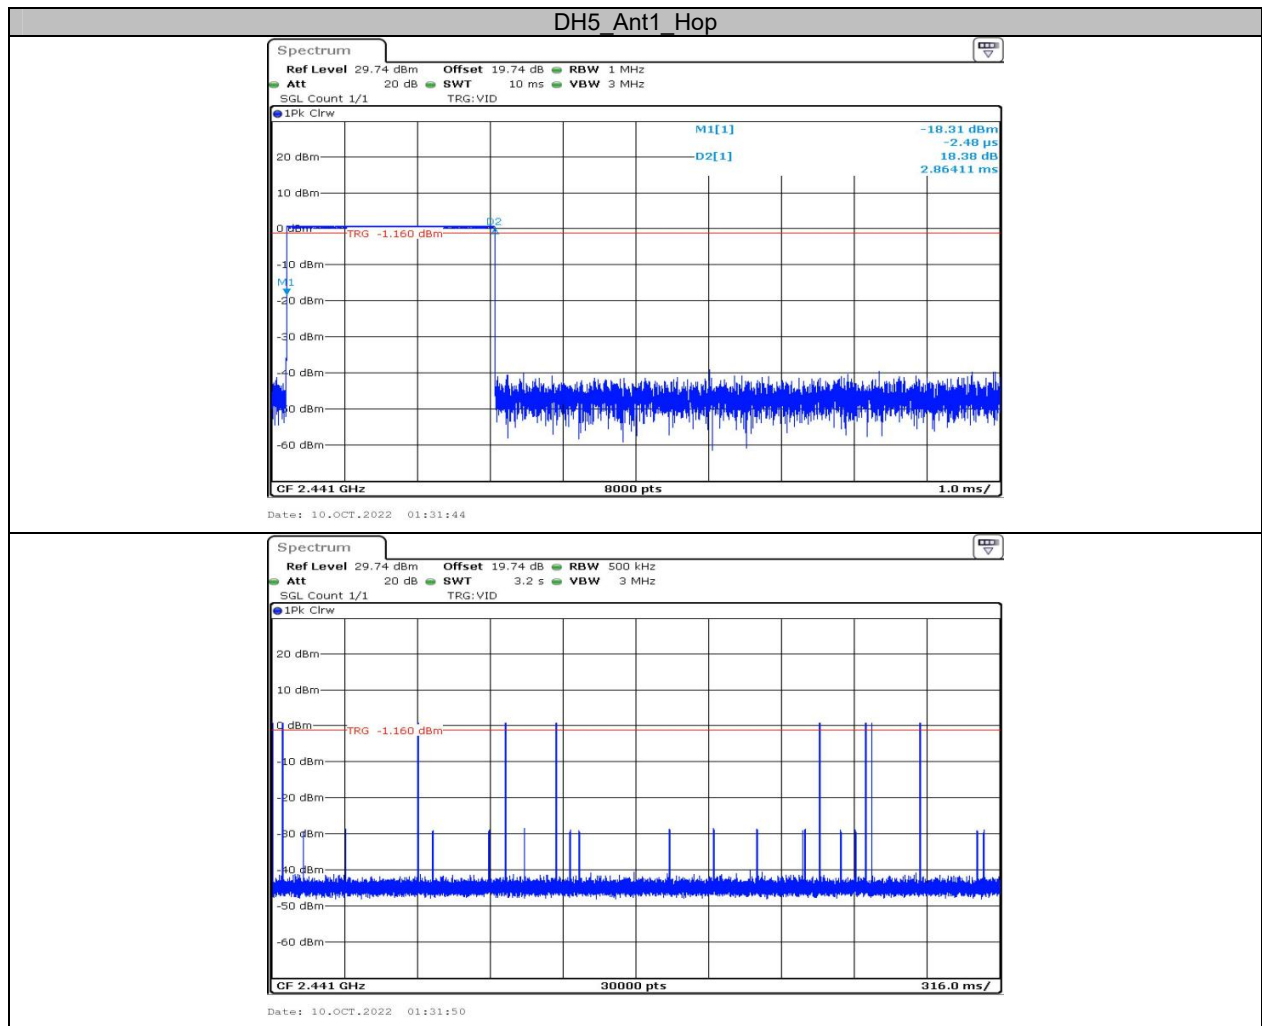 DH5_Ant1_Hop
Spectrum
Ref Level 29.74 dBm Offset 19.74 dB RBW 1 MHz
Att 20 dB SWT 10 ms VBW 3 MHz
SGL Count 1/1 TRG:VID
1Pk Clrw
M1[1] -18.31 dBm
-2.48 µs
20 dBm D2[1] 18.38 dB
2.86411 ms
10 dBm
D2
0 dBm
TRG -1.160 dBm
-10 dBm
M1
-20 dBm
-30 dBm
-40 dBm
-50 dBm
-60 dBm
CF 2.441 GHz 8000 pts 1.0 ms/
Date: 10.OCT.2022 01:31:44
Spectrum
Ref Level 29.74 dBm Offset 19.74 dB RBW 500 kHz
Att 20 dB SWT 3.2 s VBW 3 MHz
SGL Count 1/1 TRG:VID
1Pk Clrw
20 dBm
10 dBm
0 dBm
TRG -1.160 dBm
-10 dBm
-20 dBm
-30 dBm
-40 dBm
-50 dBm
-60 dBm
CF 2.441 GHz 30000 pts 316.0 ms/
Date: 10.OCT.2022 01:31:50